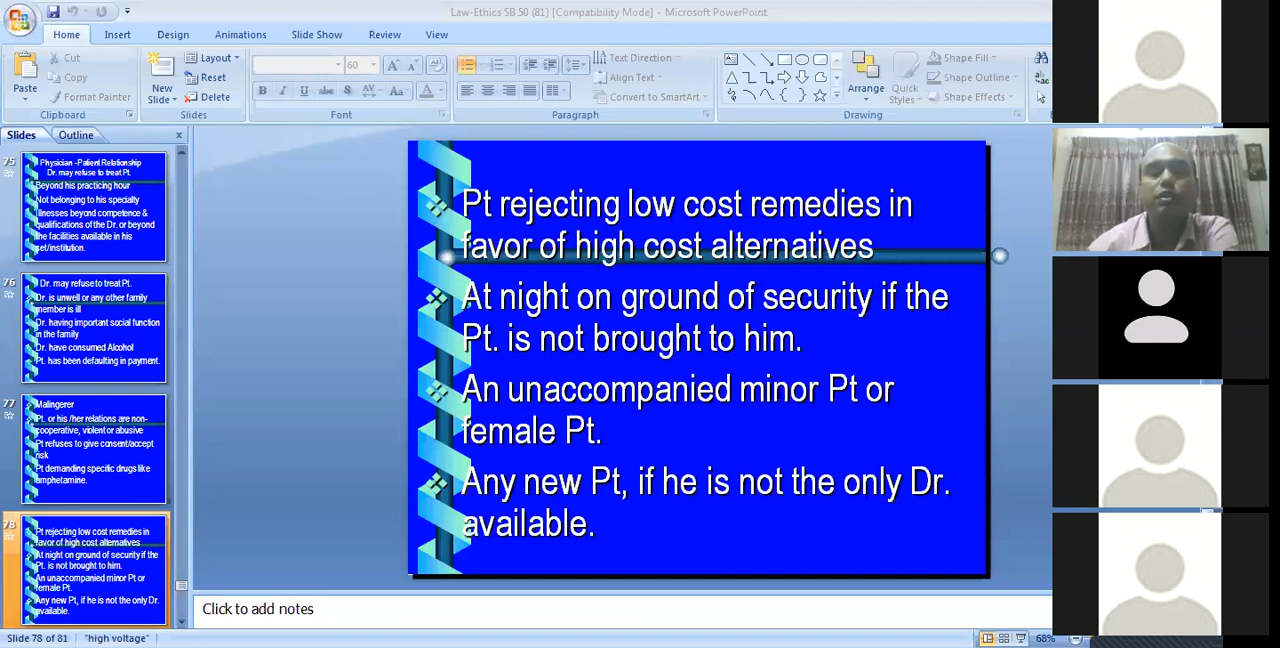 Law-Ethics SB 50 (81) [Compatibility Mode] - Microsoft PowerPoint
Home Insert Design Animations Slide Show Review View
Cut
Copy
Format Painter
Paste
Clipboard
New Slide
Layout
Reset
Delete
Slides
60
B I U abc S AV Aa A
Font
Paragraph
Text Direction
Align Text
Convert to SmartArt
Arrange
Quick Styles
Shape Fill
Shape Outline
Shape Effects
Drawing
Slides Outline
75
Physician -Patient Relationship
Dr. may refuse to treat Pt.
Beyond his practicing hour
Not belonging to his specialty
Illnesses beyond competence &
qualifications of the Dr. or beyond
the facilities available in his
set/institution.
76
Dr. may refuse to treat Pt.
Dr. is unwell or any other family
member is ill
Dr. having important social function
in the family
Dr. have consumed Alcohol
Pt. has been defaulting in payment.
77
Malingerer
Pt. or his /her relations are non-
cooperative, violent or abusive
Pt refuses to give consent/accept
risk
Pt demanding specific drugs like
amphetamine.
78
Pt rejecting low cost remedies in
favor of high cost alternatives
At night on ground of security if the
Pt. is not brought to him.
An unaccompanied minor Pt or
female Pt.
Any new Pt, if he is not the only Dr.
available.
Pt rejecting low cost remedies in
favor of high cost alternatives
At night on ground of security if the
Pt. is not brought to him.
An unaccompanied minor Pt or
female Pt.
Any new Pt, if he is not the only Dr.
available.
Click to add notes
Slide 78 of 81 "high voltage" 68%